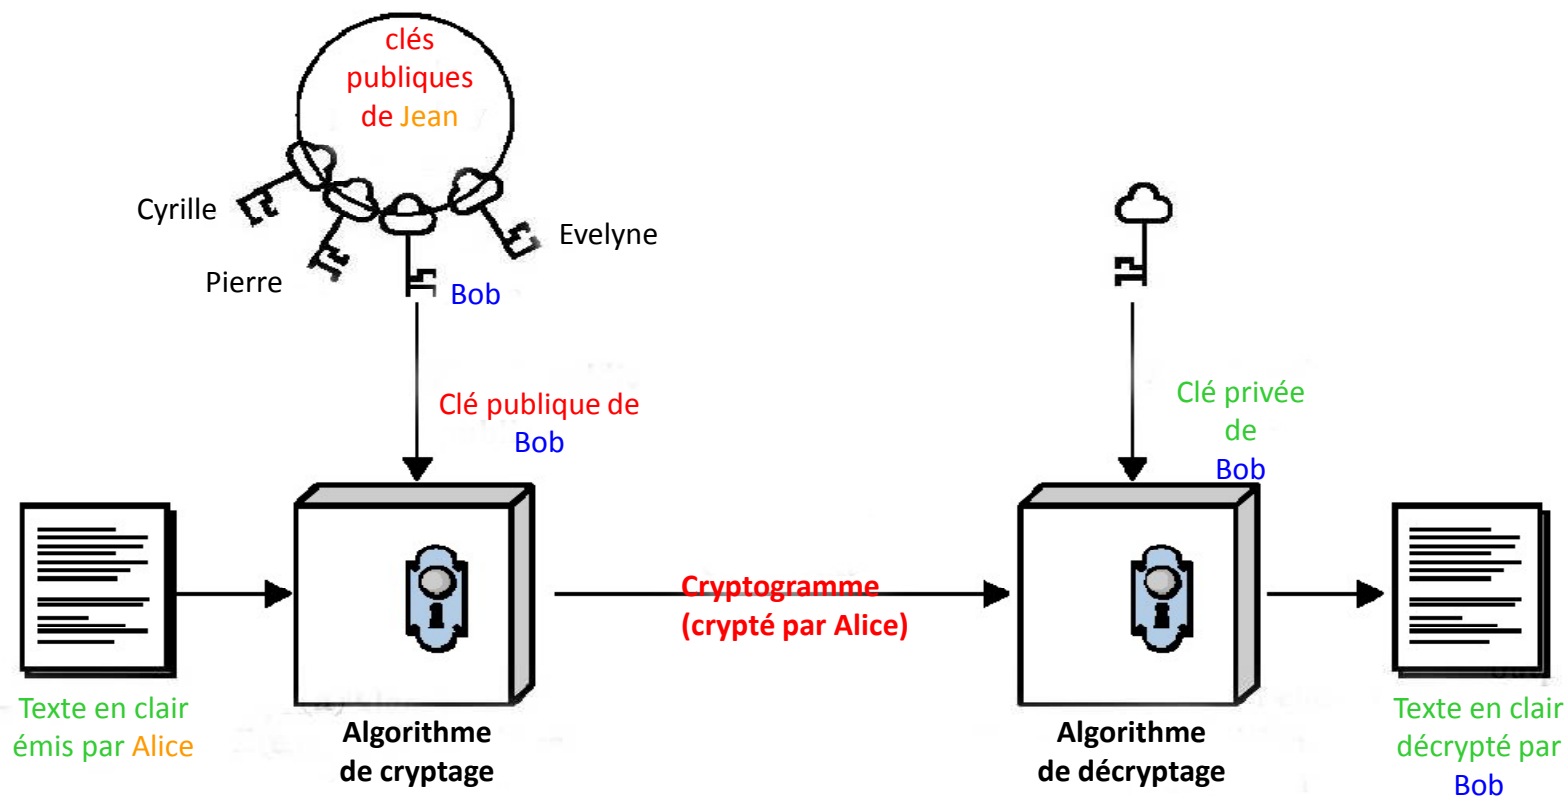 clés
publiques
de Jean
Cyrille
Pierre
Bob
Evelyne
Clé publique de
Bob
Clé privée
de
Bob
Cryptogramme
(crypté par Alice)
Texte en clair
émis par Alice
Algorithme
de cryptage
Algorithme
de décryptage
Texte en clair
décrypté par
Bob